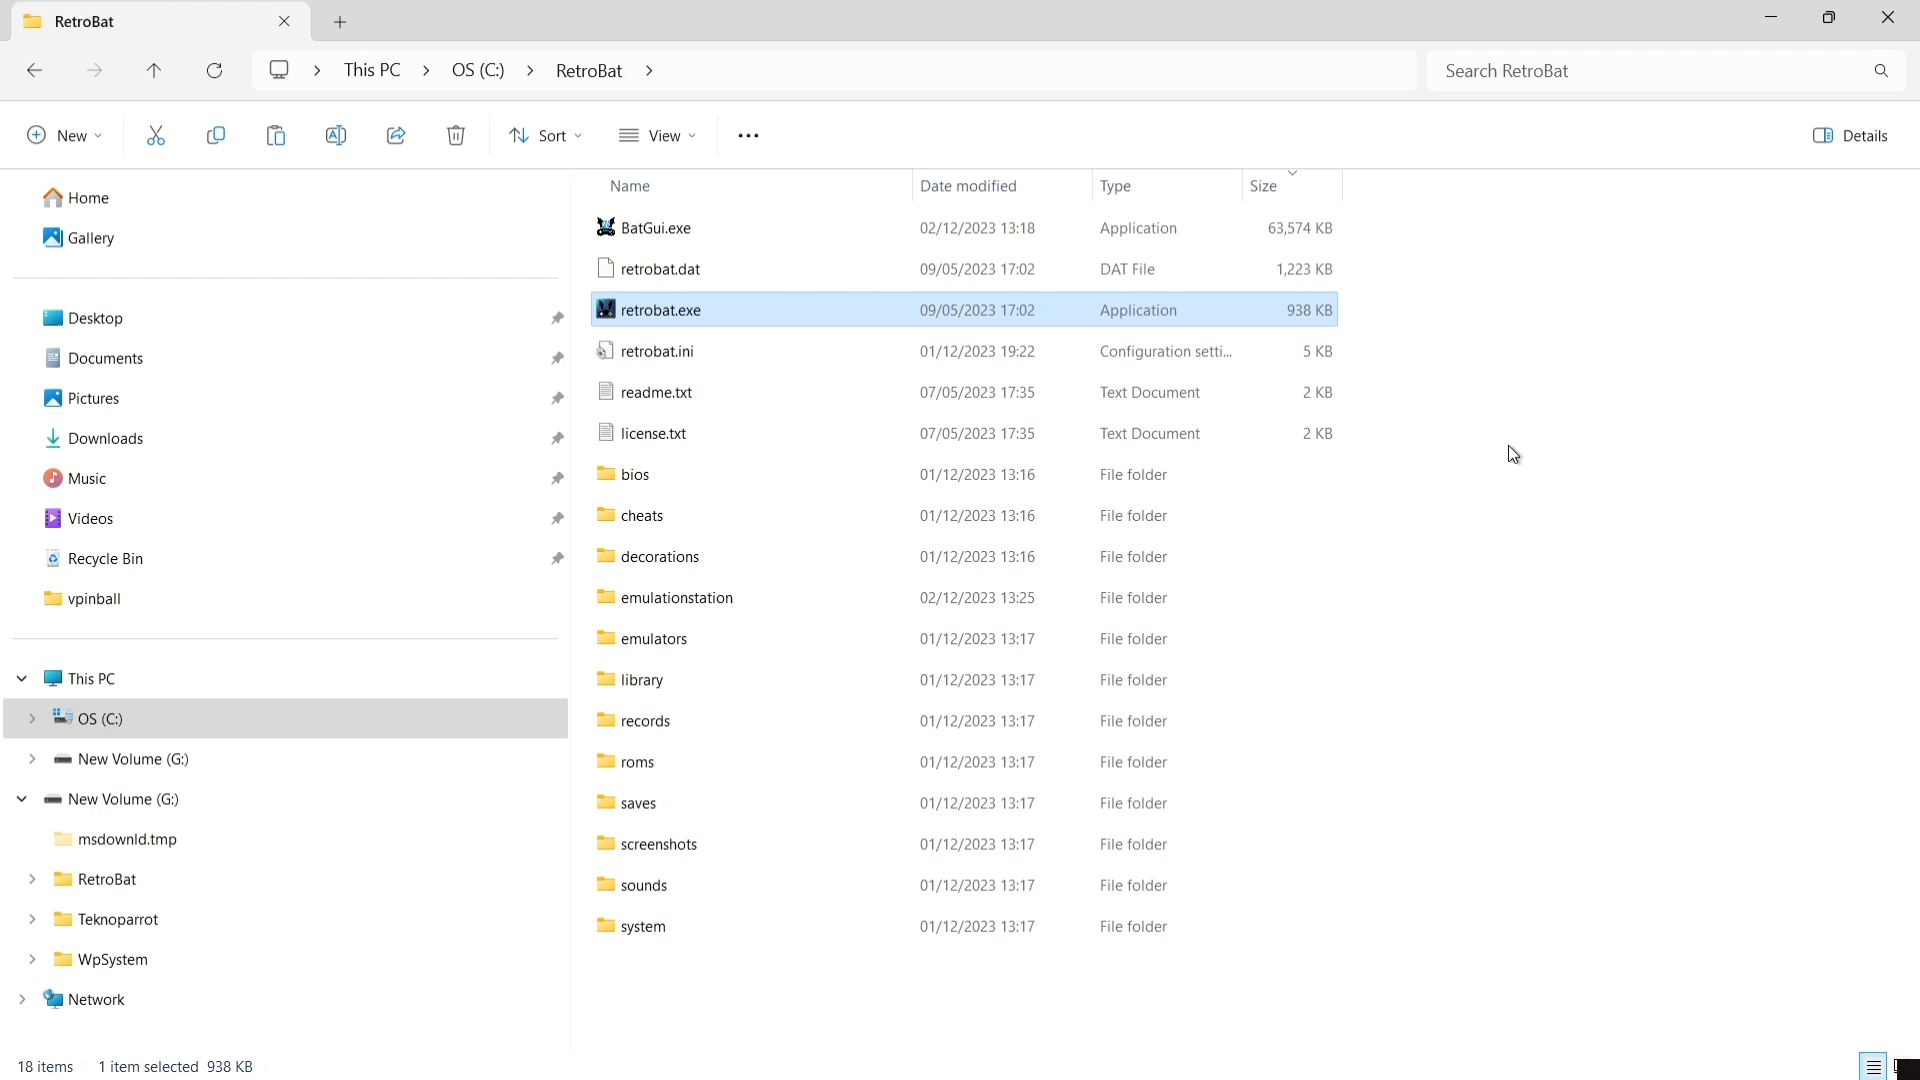 RetroBat
This PC
OS (C:)
RetroBat
Search RetroBat
New
Sort
View
Details
Home
Gallery
Desktop
Documents
Pictures
Downloads
Music
Videos
Recycle Bin
vpinball
This PC
OS (C:)
New Volume (G:)
New Volume (G:)
msdownld.tmp
RetroBat
Teknoparrot
WpSystem
Network
Name Date modified Type Size
BatGui.exe 02/12/2023 13:18 Application 63,574 KB
retrobat.dat 09/05/2023 17:02 DAT File 1,223 KB
retrobat.exe 09/05/2023 17:02 Application 938 KB
retrobat.ini 01/12/2023 19:22 Configuration setti... 5 KB
readme.txt 07/05/2023 17:35 Text Document 2 KB
license.txt 07/05/2023 17:35 Text Document 2 KB
bios 01/12/2023 13:16 File folder
cheats 01/12/2023 13:16 File folder
decorations 01/12/2023 13:16 File folder
emulationstation 02/12/2023 13:25 File folder
emulators 01/12/2023 13:17 File folder
library 01/12/2023 13:17 File folder
records 01/12/2023 13:17 File folder
roms 01/12/2023 13:17 File folder
saves 01/12/2023 13:17 File folder
screenshots 01/12/2023 13:17 File folder
sounds 01/12/2023 13:17 File folder
system 01/12/2023 13:17 File folder
18 items 1 item selected 938 KB